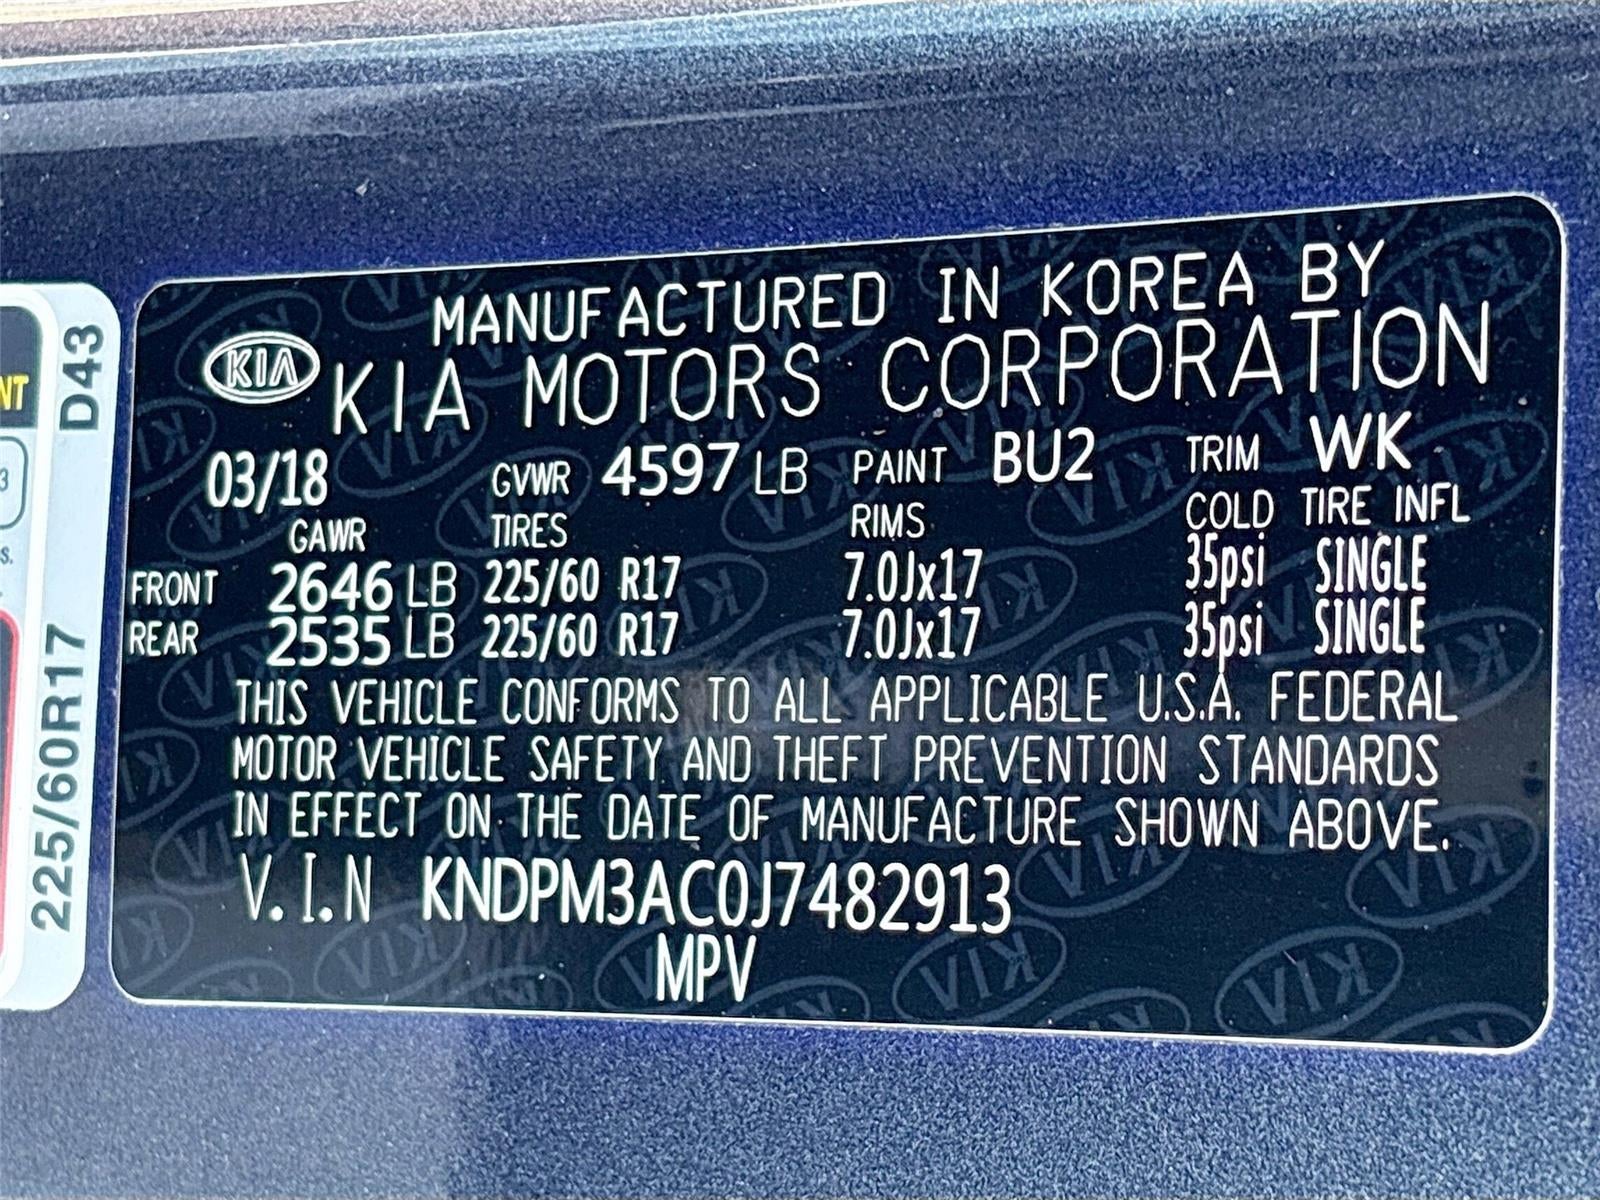 MANUFACTURED IN KOREA BY
KIA KIA MOTORS CORPORATION
03/18 GVWR 4597 LB PAINT BU2 TRIM WK
GAWR TIRES RIMS COLD TIRE INFL
FRONT 2646 LB 225/60 R17 7.0Jx17 35psi SINGLE
REAR 2535 LB 225/60 R17 7.0Jx17 35psi SINGLE
THIS VEHICLE CONFORMS TO ALL APPLICABLE U.S.A. FEDERAL
MOTOR VEHICLE SAFETY AND THEFT PREVENTION STANDARDS
IN EFFECT ON THE DATE OF MANUFACTURE SHOWN ABOVE.
V.I.N KNDPM3AC0J7482913
MPV
225/60R17 D43
NT
3
s.